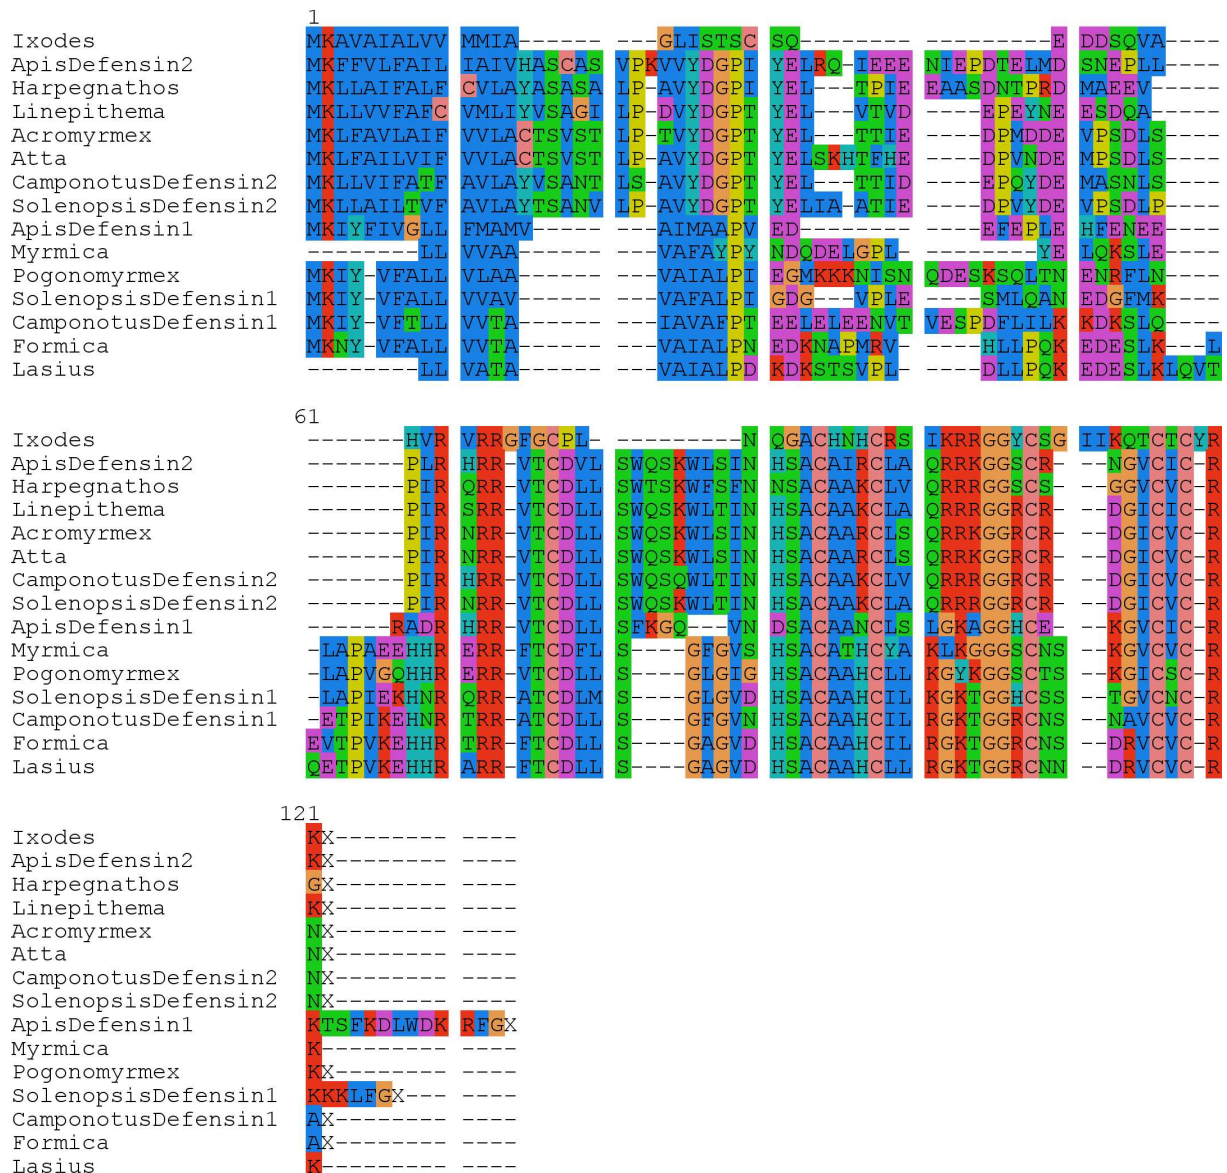 1
Ixodes MKAVAIALVV MMIA------ ---GLISTSC SQ-------- ---------E DDSQVA----
ApisDefensin2 MKFFVLFAIL IAIVHASCAS VPKVVYDGPI YELRQ-IEEE NIEPDTELMD SNEPLL----
Harpegnathos MKLLAIFALF CVLAYASASA LP-AVYDGPI YEL---TPIE EAASDNTPRD MAEEV-----
Linepithema MKLLVVFAFC VMLIYVSAGI LP-DVYDGPT YEL---VTVD ----EPEYNE ESDQA-----
Acromyrmex MKLFAVLAIF VVLACTSVST LP-TVYDGPT YEL---TTIE ----DPMDDE VPSDLS----
Atta MKLFAILVIF VVLACTSVST LP-AVYDGPT YELSKHTFHE ----DPVNDE MPSDLS----
CamponotusDefensin2 MKLLVIFATF AVLAYVSANT LS-AVYDGPT YEL---TTID ----EPQYDE MASNLS----
SolenopsisDefensin2 MKLLAILTVF AVLAYTSANV LP-AVYDGPT YELIA-ATIE ----DPVYDE VPSDLP----
ApisDefensin1 MKIYFIVGLL FMAMV----- ---AIMAAPV ED-------- ----EFEPLE HFENEE----
Myrmica --------LL VVAA------ ---VAFAYPY NDQDELGPL- --------YE LQKSLE----
Pogonomyrmex MKIY-VFALL VLAA------ ---VAIALPI EGMKKKNISN QDESKSQLTN ENRFLN----
SolenopsisDefensin1 MKIY-VFALL VVAV------ ---VAFALPI GDG---VPLE ----SMLQAN EDGFMK----
CamponotusDefensin1 MKIY-VFTLL VVTA------ ---IAVAFPT EELELEENVT VESPDFLILK KDKSLQ----
Formica MKNY-VFALL VVTA------ ---VAIALPN EDKNAPMRV- ----HLLPQK EDESLK---L
Lasius --------LL VATA------ ---VAIALPD KDKSTSVPL- ----DLLPQK EDESLKLQVT
61
Ixodes -------HVR VRRGFGCPL- ---------N QGACHNHCRS IKRRGGYCSG IIKQTCTCYR
ApisDefensin2 -------PLR HRR-VTCDVL SWQSKWLSIN HSACAIRCLA QRRKGGSCR- --NGVCIC-R
Harpegnathos -------PIR QRR-VTCDLL SWTSKWFSFN NSACAAKCLV QKRRGGSCS- --GGVCVC-R
Linepithema -------PIR SRR-VTCDLL SWQSKWLTIN HSACAAKCLA QRRRGGRCR- --DGICVC-R
Acromyrmex -------PIR NRR-VTCDLL SWQSKWLSIN HSACAARCLS QRRRGGRCR- --DGICVC-R
Atta -------PIR NRR-VTCDLL SWQSKWLSIN HSACAARCLS QRRRGGRCR- --DGICVC-R
CamponotusDefensin2 -------PIR HRR-VTCDLL SWQSQWLTIN HSACAAKCLV QRRRGGRCR- --DGICVC-R
SolenopsisDefensin2 -------PIR NRR-VTCDLL SWQSKWLTIN HSACAAKCLA QRRRGGRCR- --DGICVC-R
ApisDefensin1 ------RADR HRR-VTCDLL SFKGQ---VN DSACAANCLS LGKAGGHCE- --KGVCIC-R
Myrmica -LAPAEEHHR ERR-FTCDFL S----GFGVS HSACATHCYA KLKGGGSCNS --KGVCVC-R
Pogonomyrmex -LAPVGQHHR ERR-VTCDLL S----GLGIG HSACAAHCLL KGYKGGSCTS --KGICSC-R
SolenopsisDefensin1 -LAPIEKHNR QRR-ATCDLM S----GLGVD HSACAAHCLL KGKTGGHCSS --TGVCNC-R
CamponotusDefensin1 -ETPIKEHNR TRR-ATCDLL S----GFGVN HSACAAHCIL RGKTGGRCNS --NAVCVC-R
Formica EVTPVKEHHR TRR-FTCDLL S----GAGVD HSACAAHCIL RGKTGGRCNS --DRVCVC-R
Lasius QETPVKEHHR ARR-FTCDLL S----GAGVD HSACAAHCLL RGKTGGRCNN --DRVCVC-R
121
Ixodes KX-------- ----
ApisDefensin2 KX-------- ----
Harpegnathos GX-------- ----
Linepithema KX-------- ----
Acromyrmex NX-------- ----
Atta NX-------- ----
CamponotusDefensin2 NX-------- ----
SolenopsisDefensin2 NX-------- ----
ApisDefensin1 KTSFKDLWDK RFGX
Myrmica K--------- ----
Pogonomyrmex KX-------- ----
SolenopsisDefensin1 KKKLFGX--- ----
CamponotusDefensin1 AX-------- ----
Formica AX-------- ----
Lasius K--------- ----